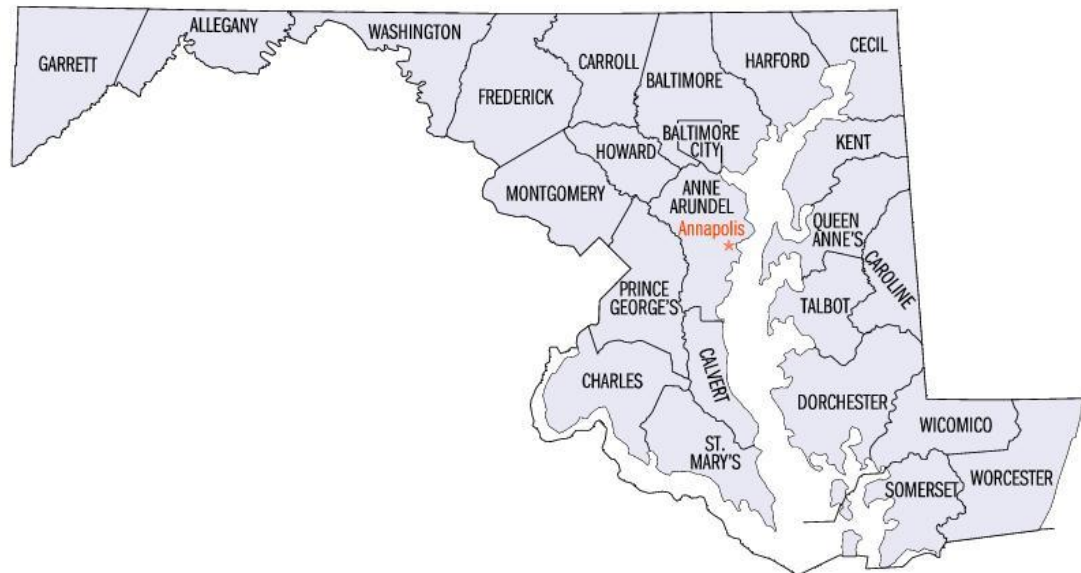 ALLEGANY
WASHINGTON
GARRETT
CARROLL
HARFORD
CECIL
BALTIMORE
FREDERICK
BALTIMORE
CITY
KENT
HOWARD
MONTGOMERY
ANNE
ARUNDEL
Annapolis
QUEEN
ANNE'S
CAROLINE
PRINCE
GEORGE'S
TALBOT
CHARLES
CALVERT
DORCHESTER
WICOMICO
ST.
MARY'S
SOMERSET
WORCESTER